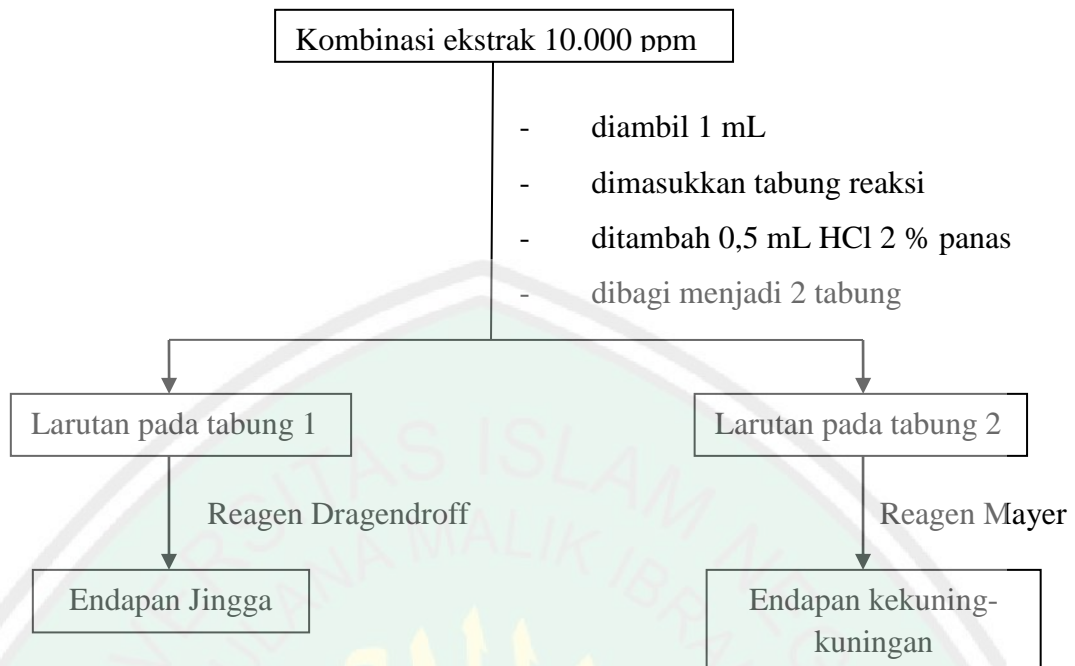 Kombinasi ekstrak 10.000 ppm
- diambil 1 mL
- dimasukkan tabung reaksi
- ditambah 0,5 mL HCl 2 % panas
- dibagi menjadi 2 tabung
Larutan pada tabung 1
Larutan pada tabung 2
Reagen Dragendroff
Reagen Mayer
Endapan Jingga
Endapan kekuning-
kuningan